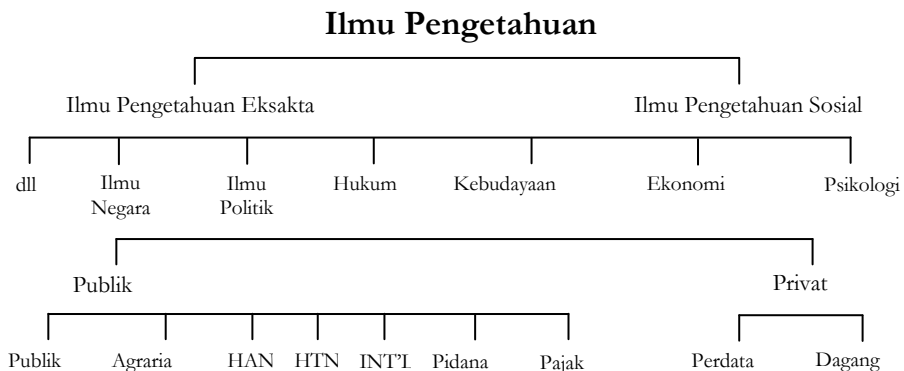 Ilmu Pengetahuan
Ilmu Pengetahuan Eksakta Ilmu Pengetahuan Sosial
dll Ilmu Negara Ilmu Politik Hukum Kebudayaan Ekonomi Psikologi
Publik Privat
Publik Agraria HAN HTN INT'L Pidana Pajak Perdata Dagang